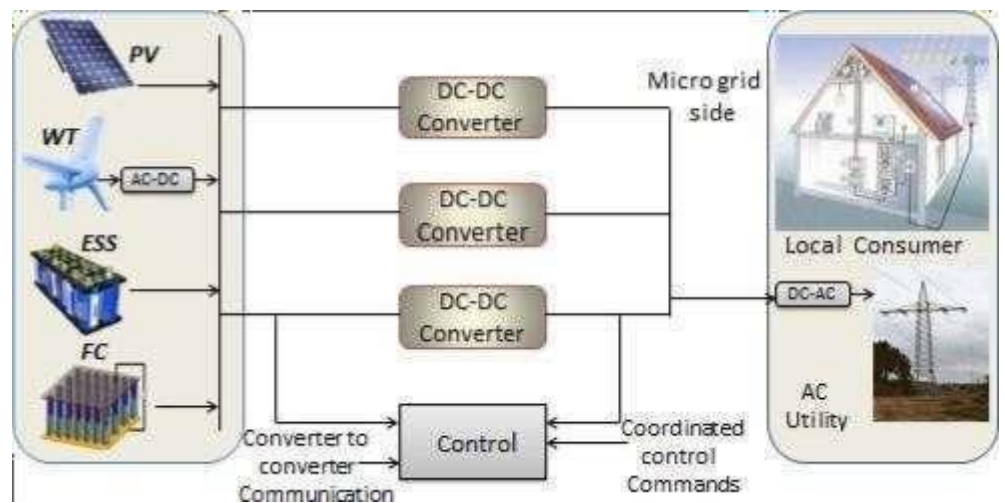 PV
WT
AC-DC
ESS
FC
DC-DC
Converter
DC-DC
Converter
DC-DC
Converter
Control
Converter to
converter
Communication
Coordinated
control
Commands
Micro grid
side
Local Consumer
DC-AC
AC
Utility